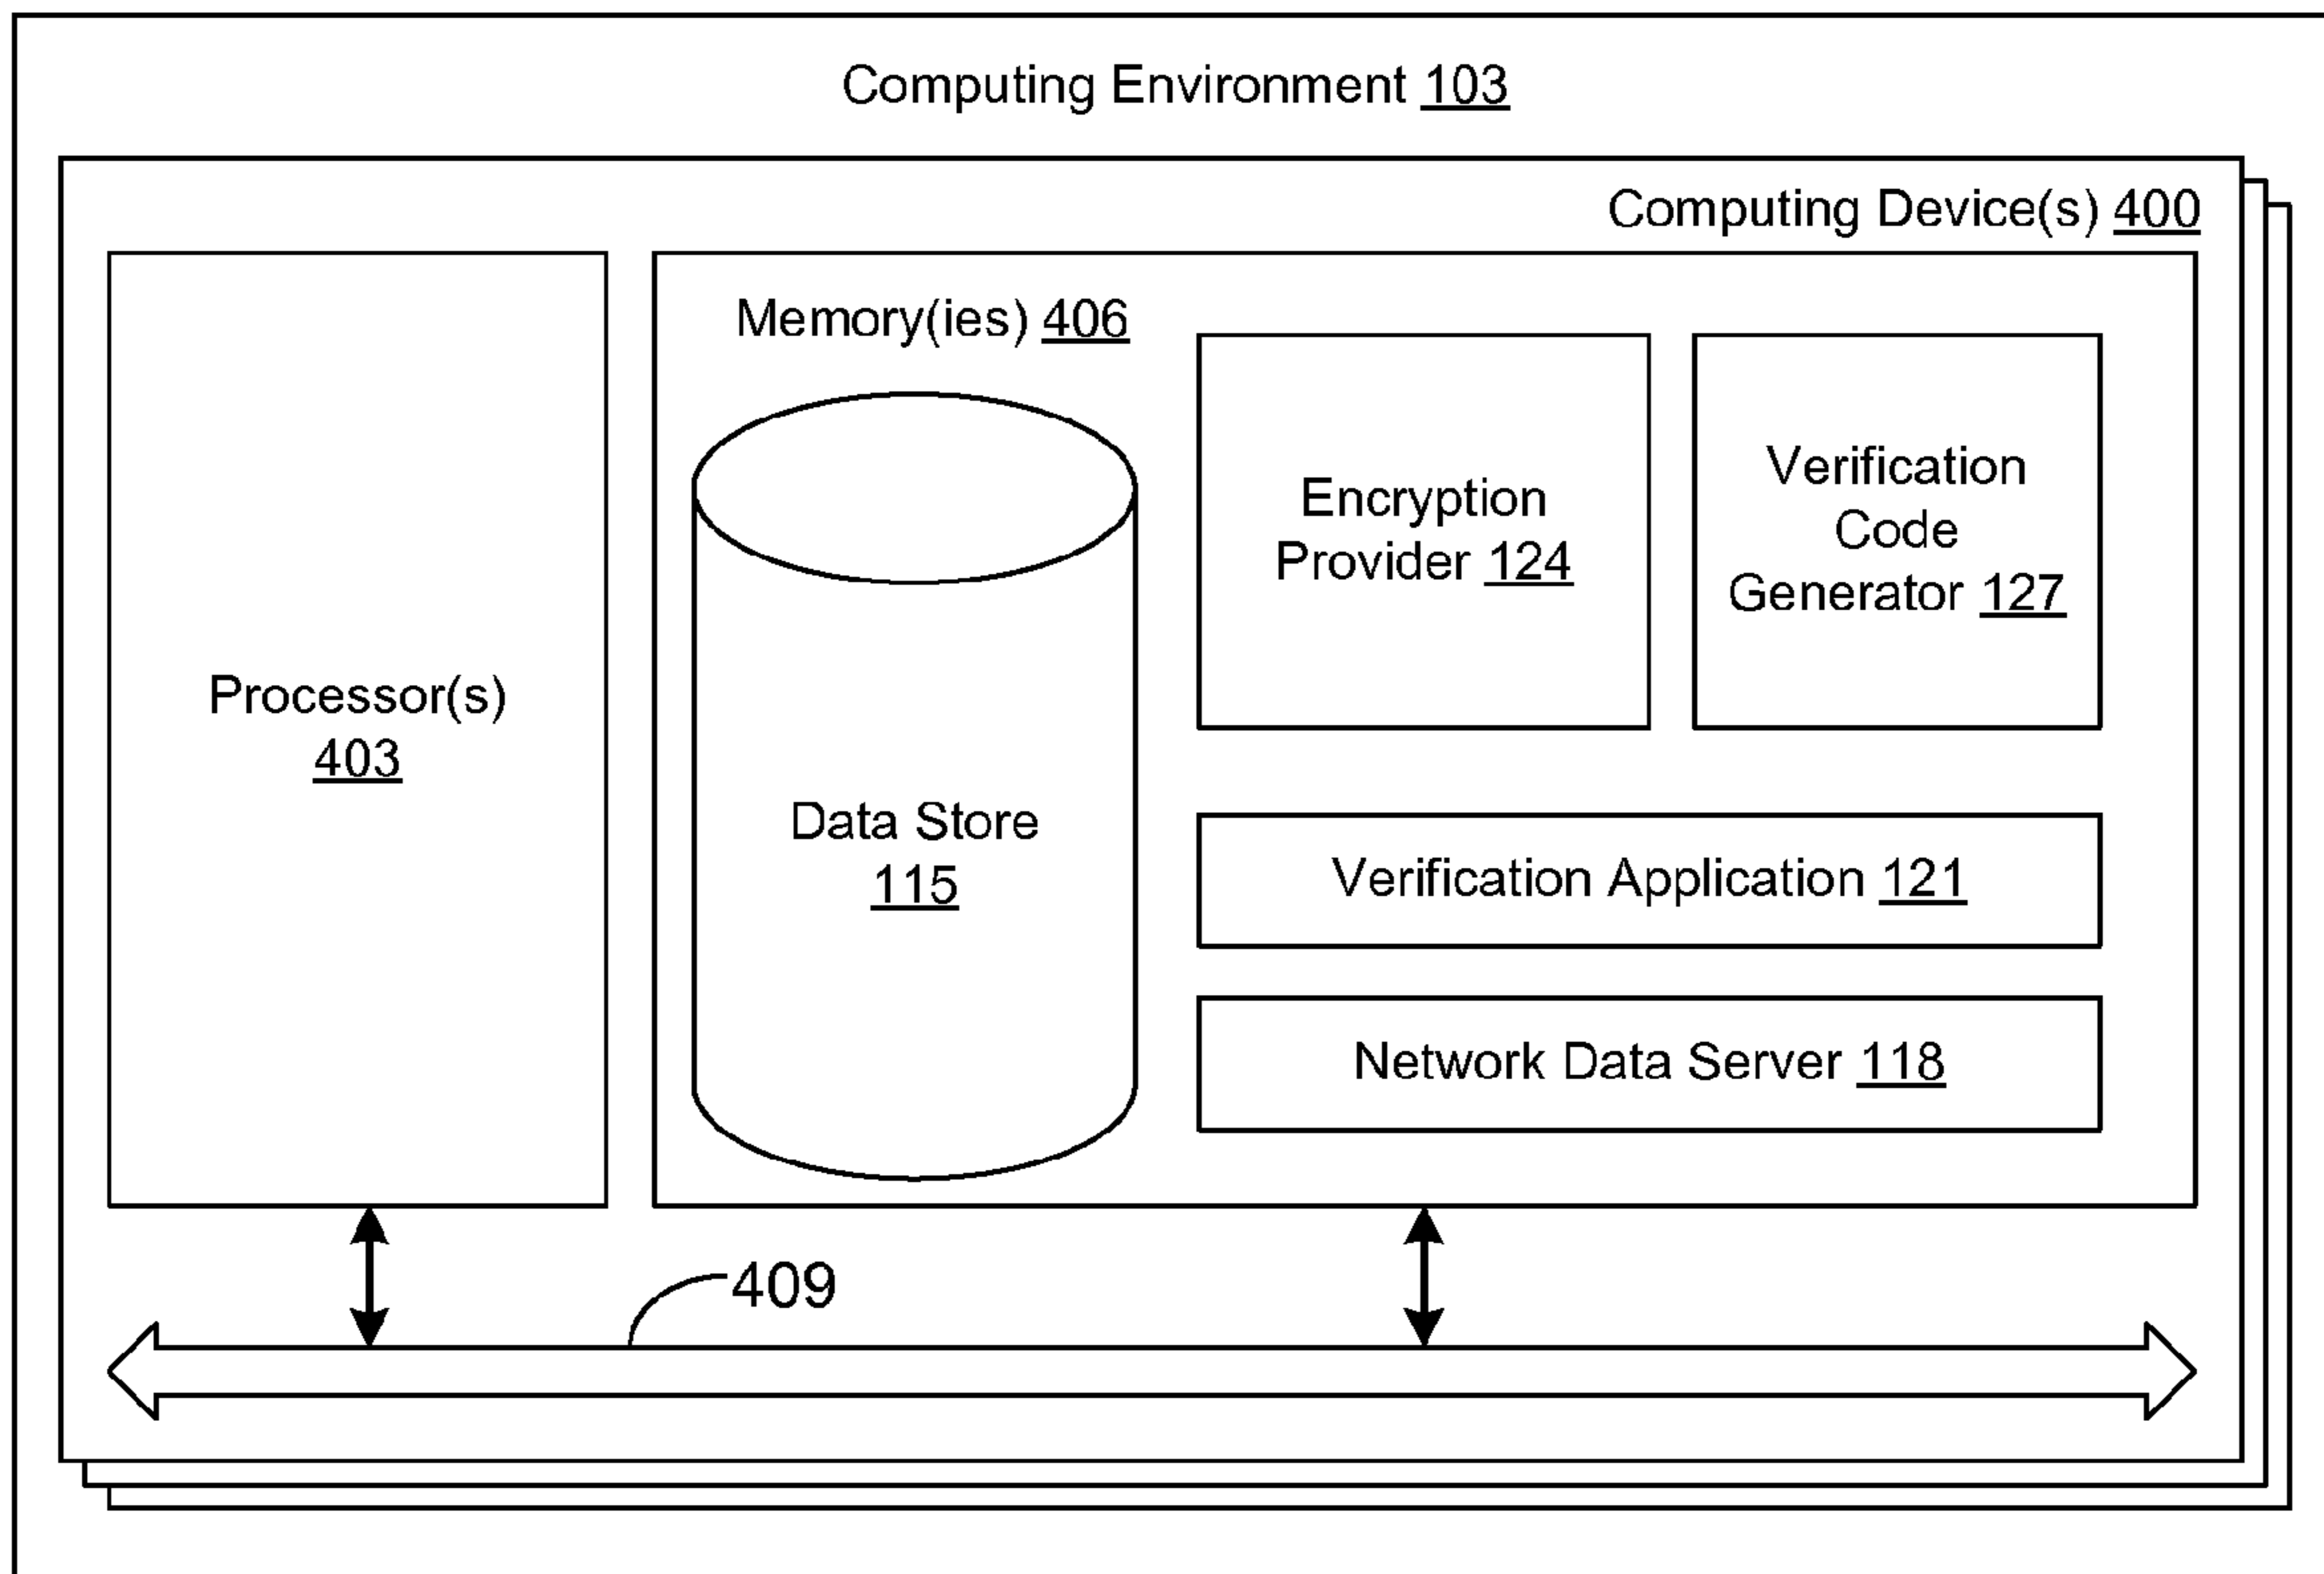 Computing Environment 103
Computing Device(s) 400
Memory(ies) 406
Encryption
Provider 124
Verification
Code
Generator 127
Processor(s)
403
Data Store
115
Verification Application 121
Network Data Server 118
409